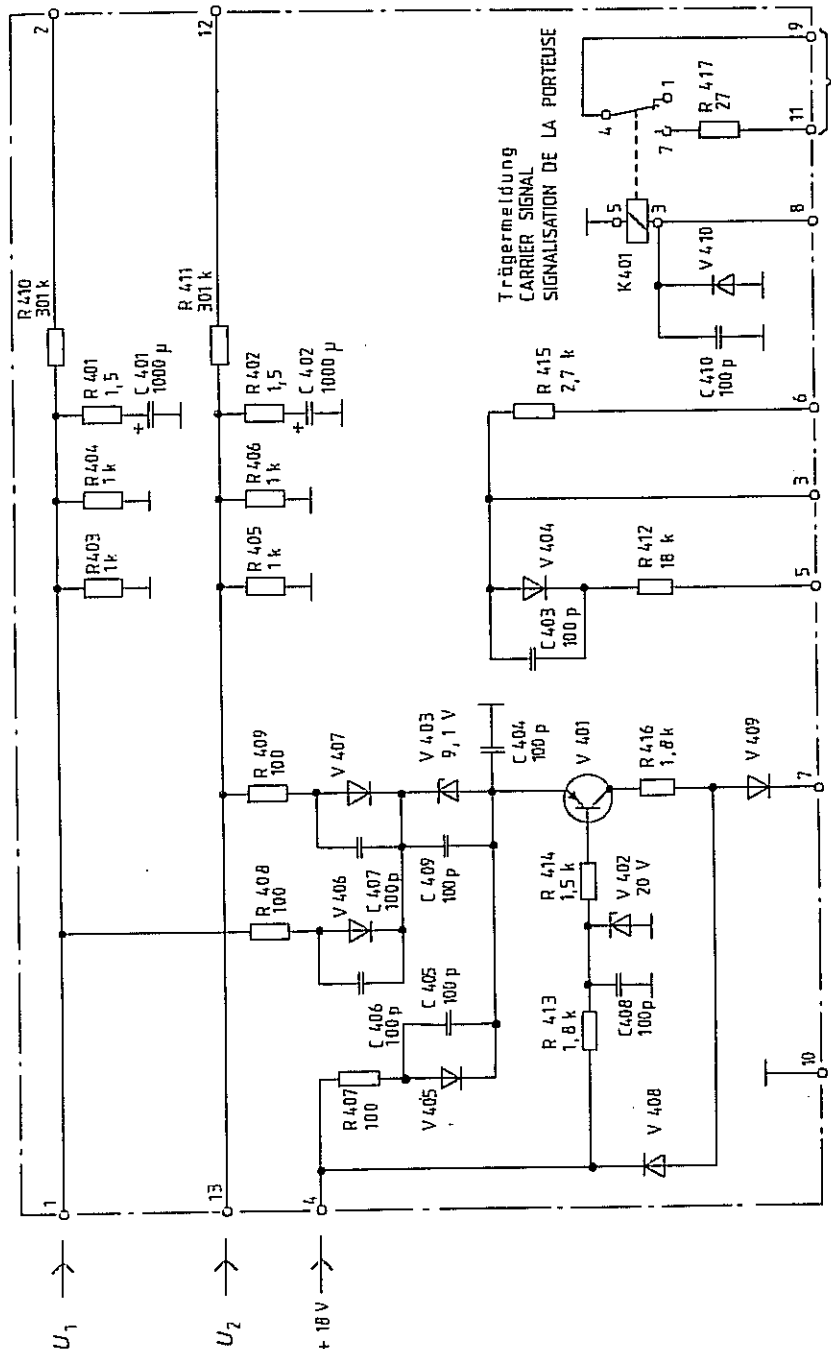 2
12
R 410
301 k
R 411
301 k
R 401
1,5
C 401
1000 µ
+
R 402
1,5
C 402
1000 µ
+
R 404
1 k
R 406
1 k
R403
1k
R 405
1 k
Trägermeldung
CARRIER SIGNAL
SIGNALISATION DE LA PORTEUSE
4
1
7
R 417
27
9
11
5
3
K401
8
V 410
C 410
100 p
R 415
2,7 k
6
3
V 404
C 403
100 p
R 412
18 k
5
R 409
100
V 407
V 403
9,1 V
C 404
100 p
V 401
R 416
1,8 k
V 409
7
R 408
100
V 406
C 407
100p
C 409
100p
R 414
1,5 k
V 402
20 V
C 406
100 p
C 405
100 p
R 413
1,8 k
C408
100p
R 407
100
V 405
V 408
10
1
13
4
U1
U2
+ 18 V